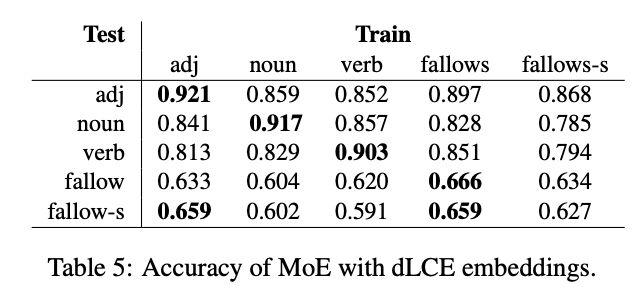 Test Train
adj noun verb fallows fallows-s
adj 0.921 0.859 0.852 0.897 0.868
noun 0.841 0.917 0.857 0.828 0.785
verb 0.813 0.829 0.903 0.851 0.794
fallow 0.633 0.604 0.620 0.666 0.634
fallow-s 0.659 0.602 0.591 0.659 0.627
Table 5: Accuracy of MoE with dLCE embeddings.